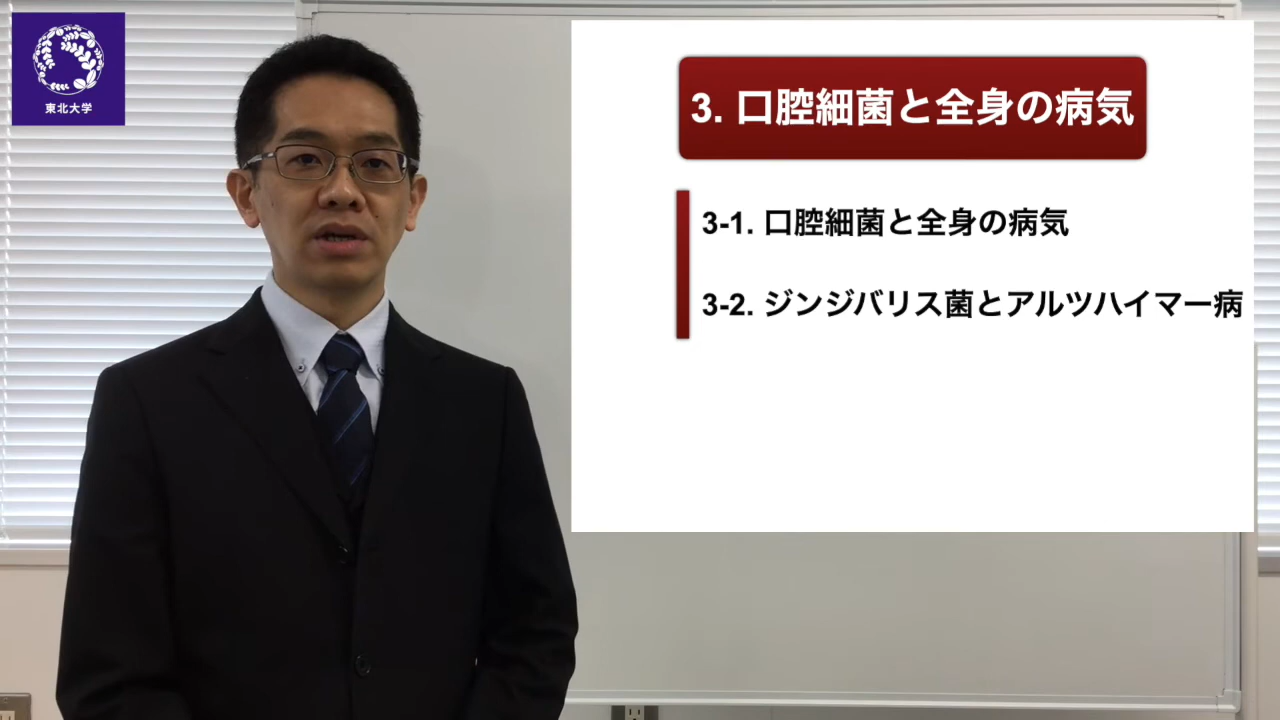 東北大学
3. 口腔細菌と全身の病気
3-1. 口腔細菌と全身の病気
3-2. ジンジバリス菌とアルツハイマー病